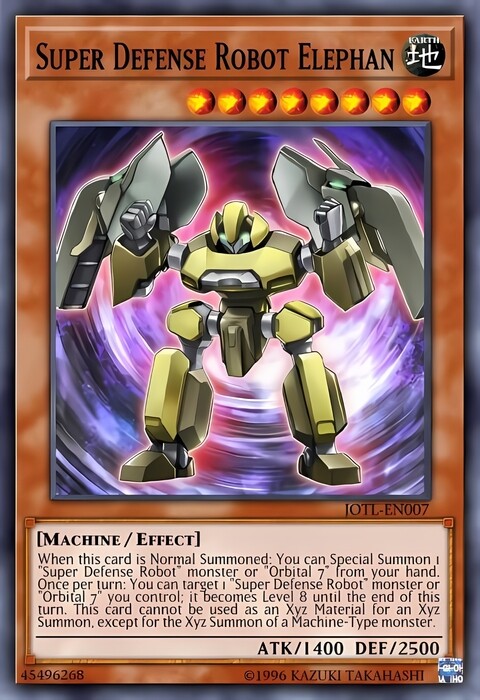 SUPER DEFENSE ROBOT ELEPHAN
EARTH
地
JOTL-EN007
[MACHINE / EFFECT]
When this card is Normal Summoned: You can Special Summon 1
"Super Defense Robot" monster or "Orbital 7" from your hand.
Once per turn: You can target 1 "Super Defense Robot" monster or
"Orbital 7" you control; it becomes Level 8 until the end of this
turn. This card cannot be used as an Xyz Material for an Xyz
Summon, except for the Xyz Summon of a Machine-Type monster.
ATK/1400 DEF/2500
45496268
©1996 KAZUKI TAKAHASHI